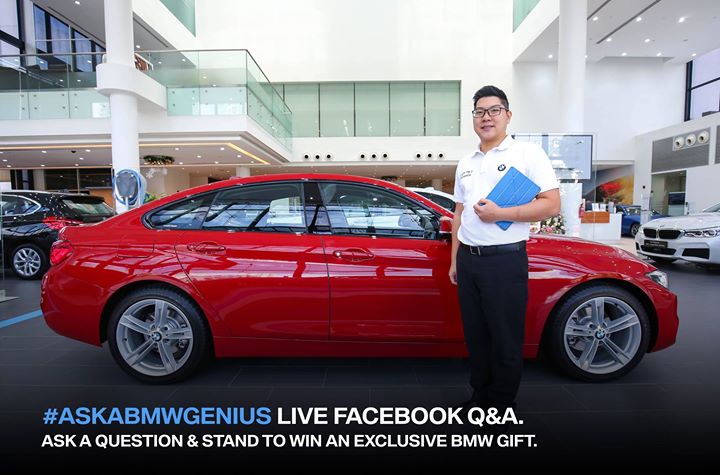 #ASKABMWGENIUS LIVE FACEBOOK Q&A.
ASK A QUESTION & STAND TO WIN AN EXCLUSIVE BMW GIFT.